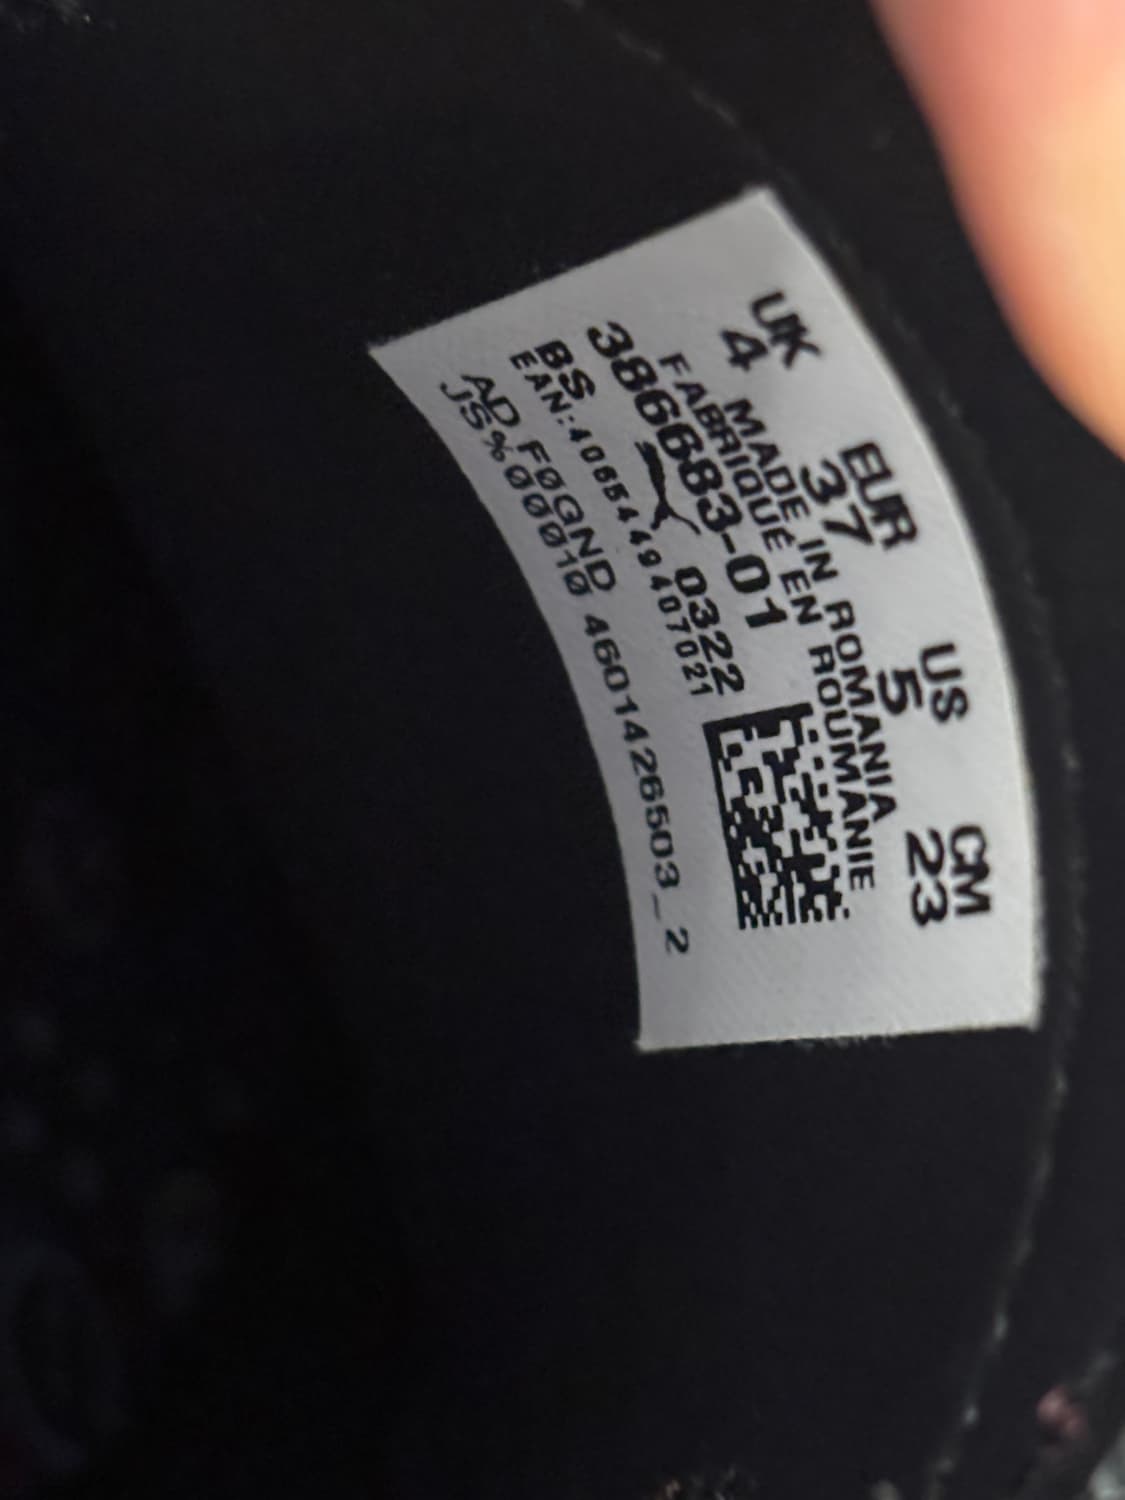 UK EUR US CM
4 37 5 23
MADE IN ROMANIA
FABRIQUÉ EN ROUMANIE
386683-01
BS 0322
EAN:4065449407021
AD F0GND
JS%000010 4601426503_2